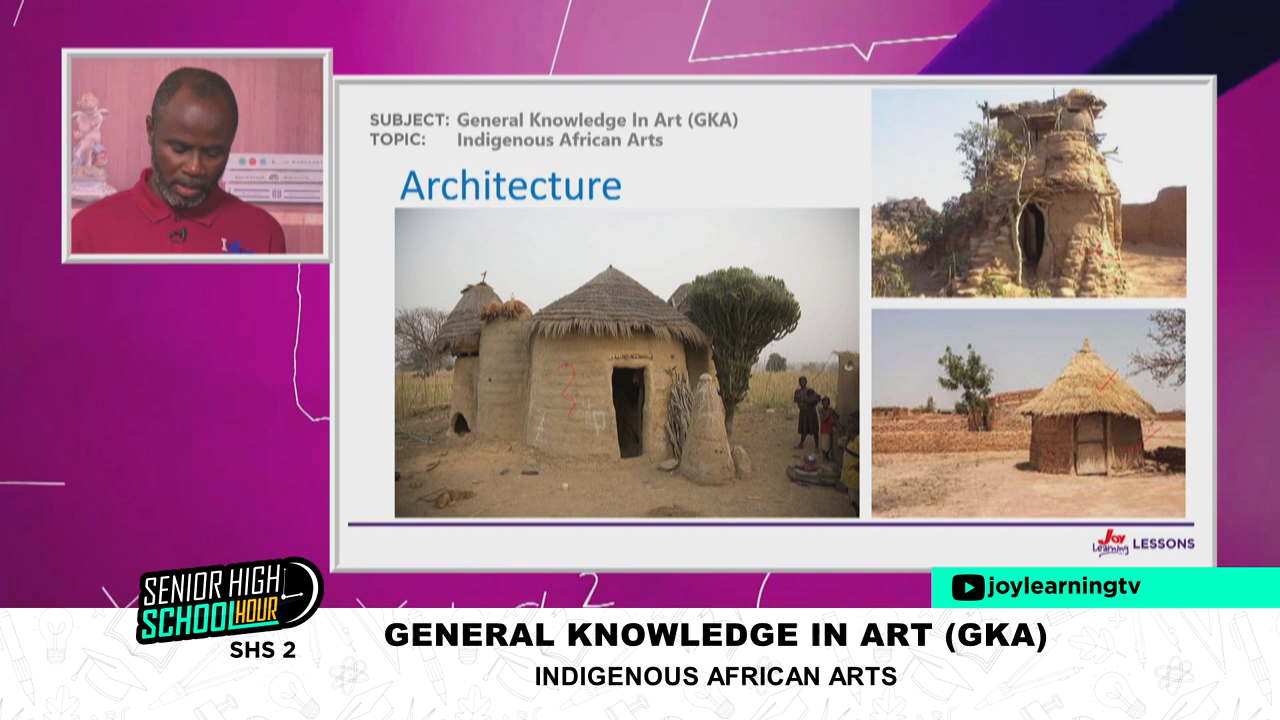 SUBJECT: General Knowledge In Art (GKA)
TOPIC: Indigenous African Arts
Architecture
Joy
Learning LESSONS
joylearningtv
SENIOR HIGH
SCHOOL HOUR
SHS 2
GENERAL KNOWLEDGE IN ART (GKA)
INDIGENOUS AFRICAN ARTS
2